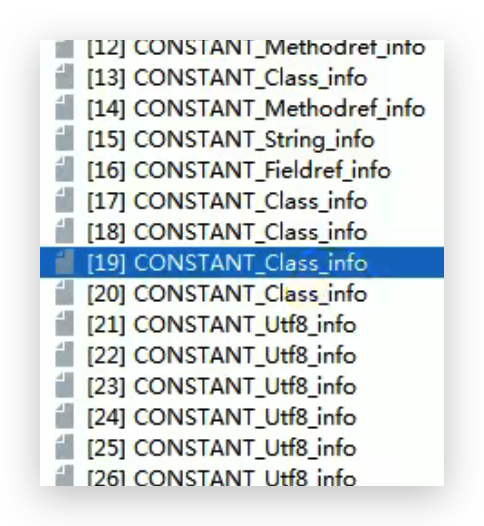 [12] CONSTANT_Methodref_info
[13] CONSTANT_Class_info
[14] CONSTANT_Methodref_info
[15] CONSTANT_String_info
[16] CONSTANT_Fieldref_info
[17] CONSTANT_Class_info
[18] CONSTANT_Class_info
[19] CONSTANT_Class_info
[20] CONSTANT_Class_info
[21] CONSTANT_Utf8_info
[22] CONSTANT_Utf8_info
[23] CONSTANT_Utf8_info
[24] CONSTANT_Utf8_info
[25] CONSTANT_Utf8_info
[26] CONSTANT_Utf8_info